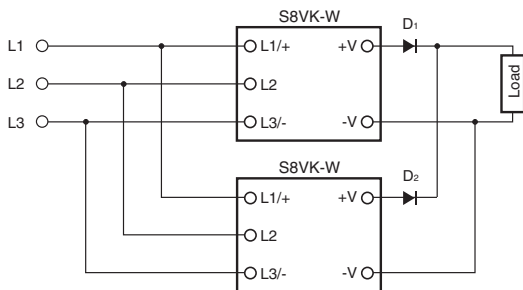 S8VK-W
D1
L1
L1/+
+V
L2
L2
Load
L3
L3/-
-V
S8VK-W
D2
L1/+
+V
L2
L3/-
-V